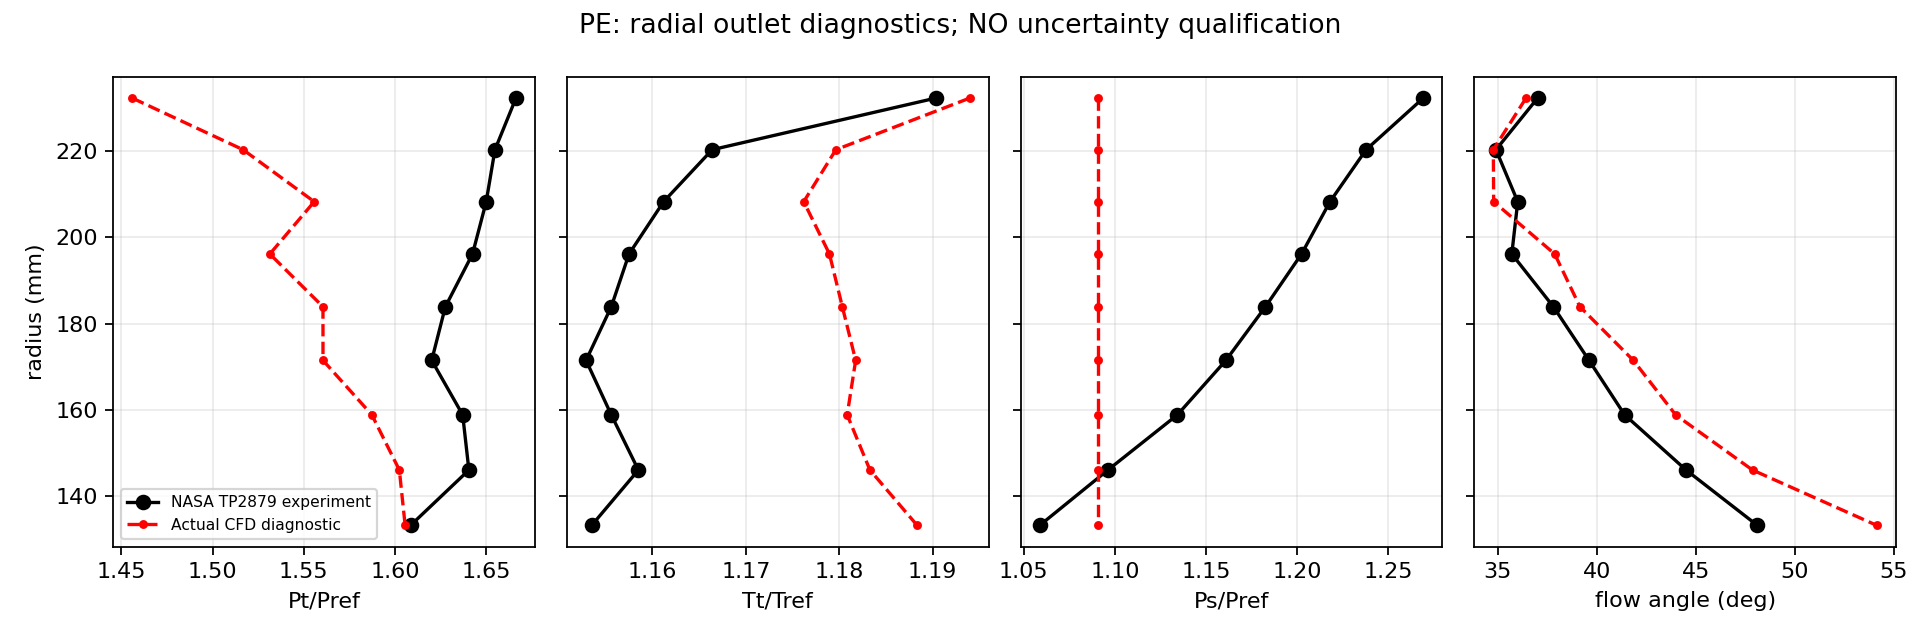 PE: radial outlet diagnostics; NO uncertainty qualification
radius (mm)
220
200
180
160
140
NASA TP2879 experiment
Actual CFD diagnostic
1.45 1.50 1.55 1.60 1.65
Pt/Pref
1.16 1.17 1.18 1.19
Tt/Tref
1.05 1.10 1.15 1.20 1.25
Ps/Pref
35 40 45 50 55
flow angle (deg)